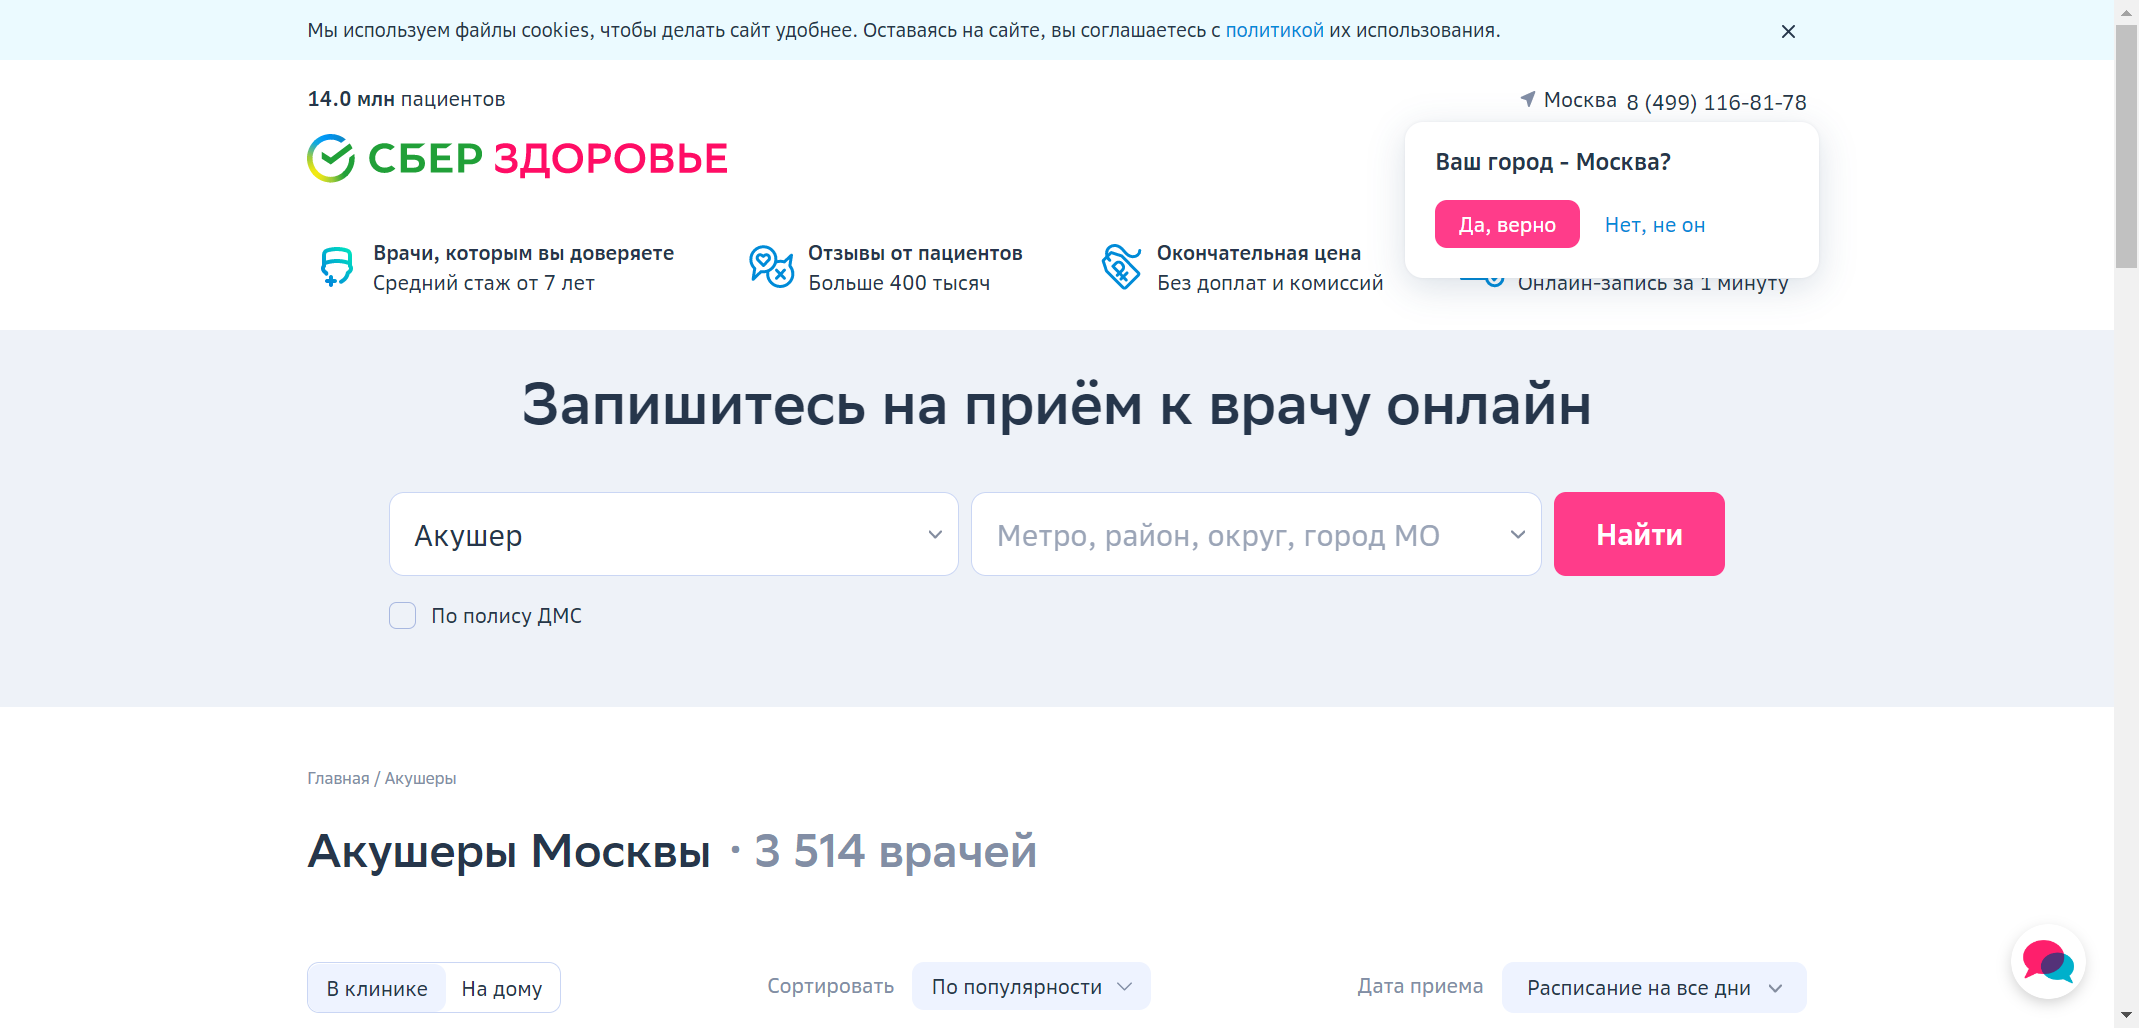 Мы используем файлы cookies, чтобы делать сайт удобнее. Оставаясь на сайте, вы соглашаетесь с политикой их использования.
14.0 млн пациентов
Москва 8 (499) 116-81-78
СБЕР ЗДОРОВЬЕ
Ваш город - Москва?
Да, верно
Нет, не он
Врачи, которым вы доверяете
Средний стаж от 7 лет
Отзывы от пациентов
Больше 400 тысяч
Окончательная цена
Без доплат и комиссий
Онлайн-запись за 1 минуту
Запишитесь на приём к врачу онлайн
Акушер
Метро, район, округ, город МО
Найти
По полису ДМС
Главная / Акушеры
Акушеры Москвы · 3 514 врачей
В клинике
На дому
Сортировать
По популярности
Дата приема
Расписание на все дни